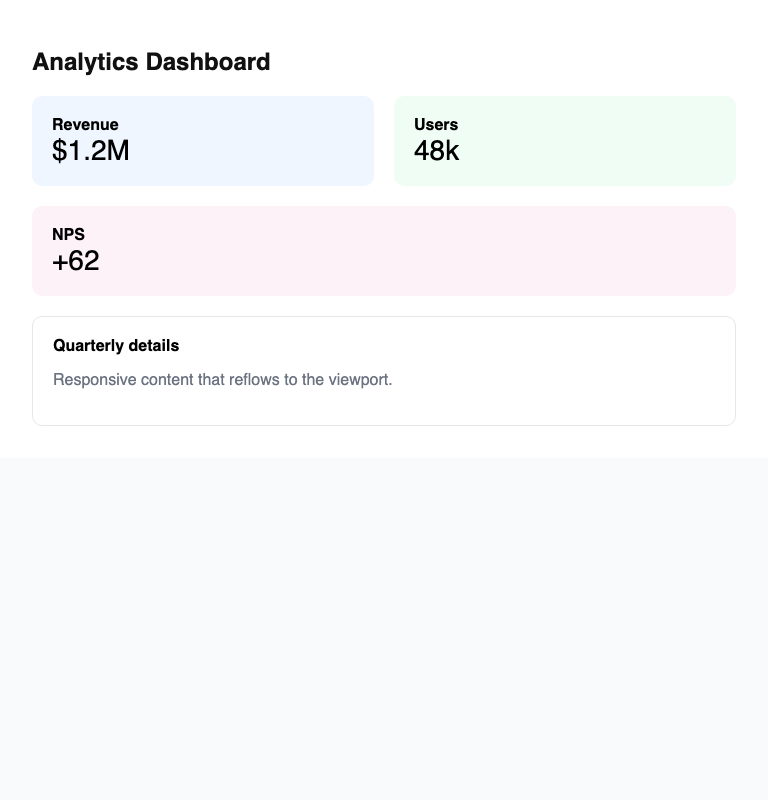 Analytics Dashboard
Revenue
$1.2M
Users
48k
NPS
+62
Quarterly details
Responsive content that reflows to the viewport.